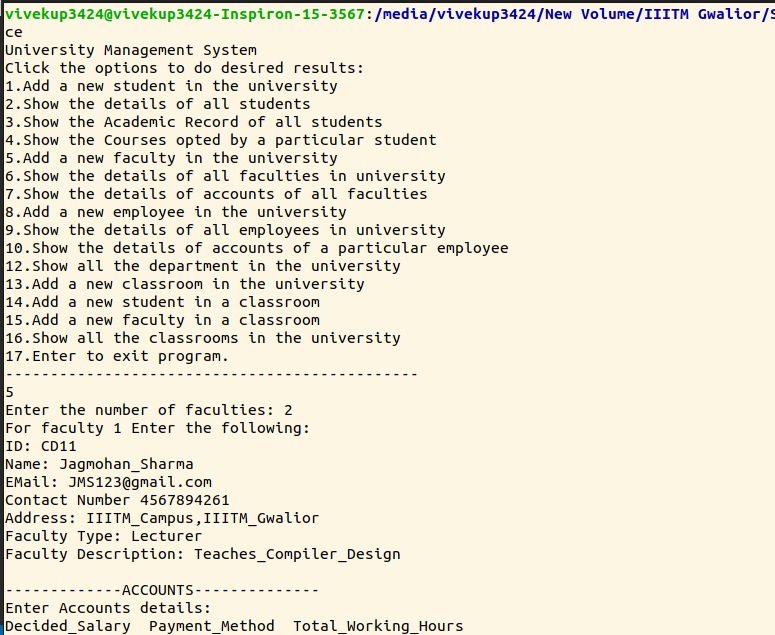 vivekup3424@vivekup3424-Inspiron-15-3567:/media/vivekup3424/New Volume/IIITM Gwalior/S
ce
University Management System
Click the options to do desired results:
1.Add a new student in the university
2.Show the details of all students
3.Show the Academic Record of all students
4.Show the Courses opted by a particular student
5.Add a new faculty in the university
6.Show the details of all faculties in university
7.Show the details of accounts of all faculties
8.Add a new employee in the university
9.Show the details of all employees in university
10.Show the details of accounts of a particular employee
12.Show all the department in the university
13.Add a new classroom in the university
14.Add a new student in a classroom
15.Add a new faculty in a classroom
16.Show all the classrooms in the university
17.Enter to exit program.
----------------------------------------------
5
Enter the number of faculties: 2
For faculty 1 Enter the following:
ID: CD11
Name: Jagmohan_Sharma
EMail: JMS123@gmail.com
Contact Number 4567894261
Address: IIITM_Campus,IIITM_Gwalior
Faculty Type: Lecturer
Faculty Description: Teaches_Compiler_Design
-------------ACCOUNTS--------------
Enter Accounts details:
Decided_Salary  Payment_Method  Total_Working_Hours